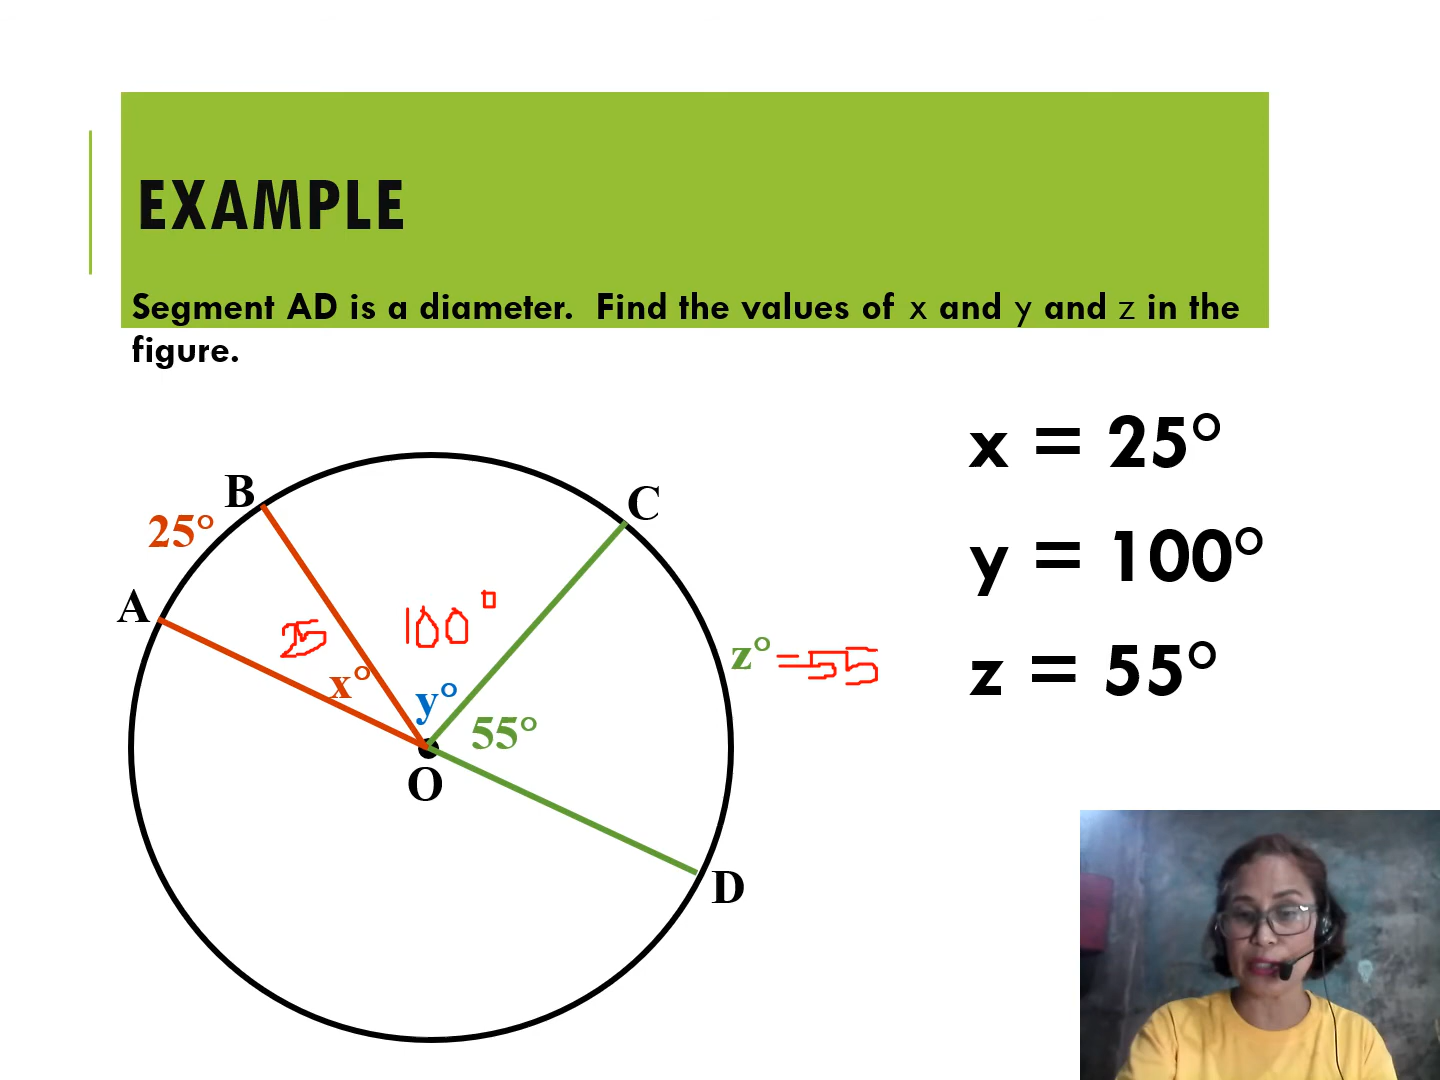 EXAMPLE
Segment AD is a diameter. Find the values of x and y and z in the
figure.
x = 25°
y = 100°
z = 55°
B
C
25°
A
25
100°
z° = 55
x°
y°
55°
O
D